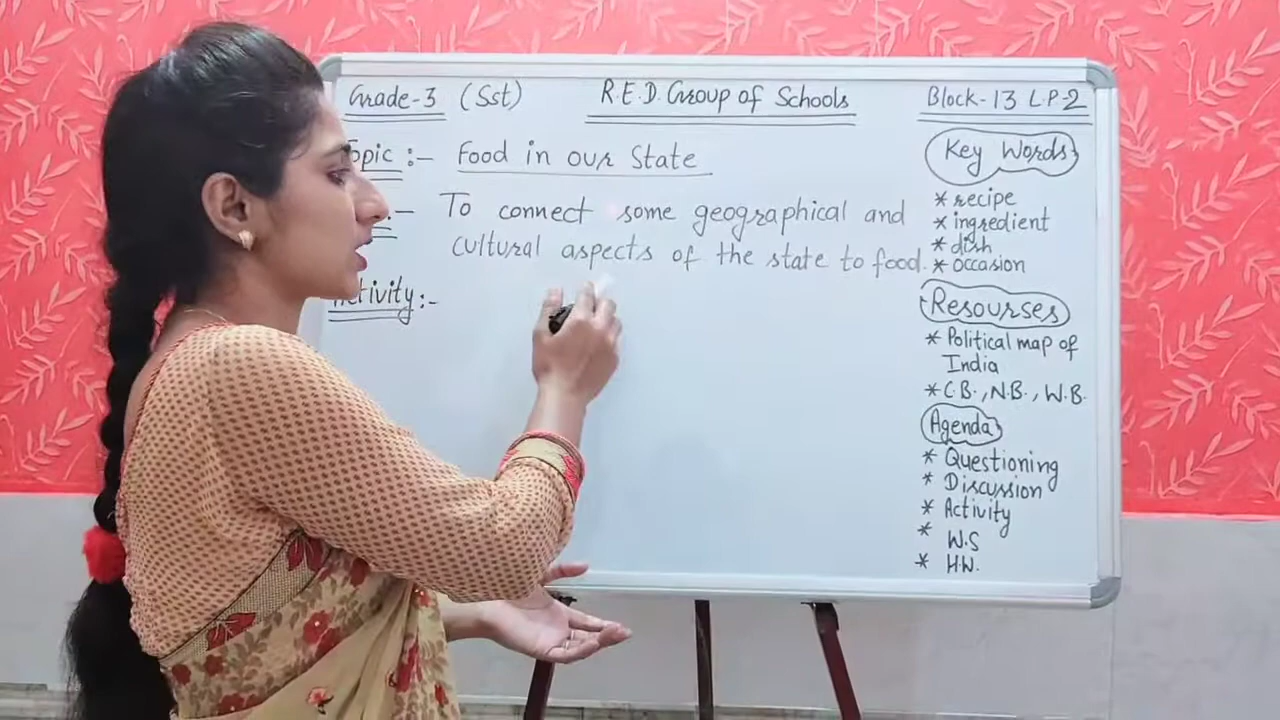 Grade-3 (Sst) R.E.D. Group of Schools Block-13 L.P-2
Topic :- Food in our State
:- To connect some geographical and
cultural aspects of the state to food.
Activity:-
Key Words
* recipe
* ingredient
* dish
* occasion
Resourses
* Political map of
India
* C.B., N.B., W.B.
Agenda
* Questioning
* Discussion
* Activity
* W.S
* H.W.